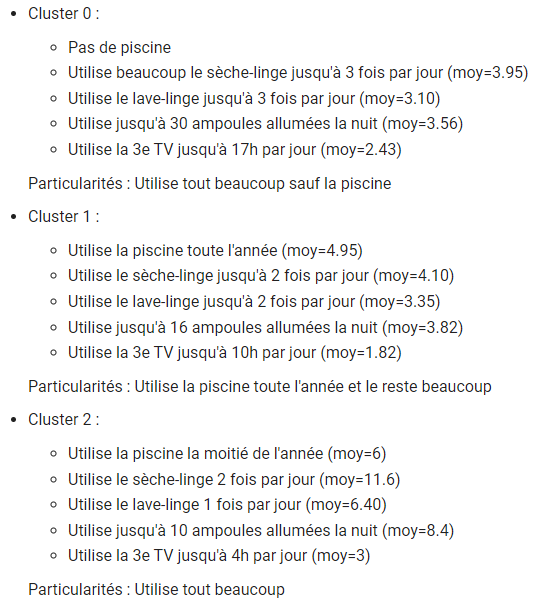 Cluster 0 :
Pas de piscine
Utilise beaucoup le sèche-linge jusqu'à 3 fois par jour (moy=3.95)
Utilise le lave-linge jusqu'à 3 fois par jour (moy=3.10)
Utilise jusqu'à 30 ampoules allumées la nuit (moy=3.56)
Utilise la 3e TV jusqu'à 17h par jour (moy=2.43)
Particularités : Utilise tout beaucoup sauf la piscine
Cluster 1 :
Utilise la piscine toute l'année (moy=4.95)
Utilise le sèche-linge jusqu'à 2 fois par jour (moy=4.10)
Utilise le lave-linge jusqu'à 2 fois par jour (moy=3.35)
Utilise jusqu'à 16 ampoules allumées la nuit (moy=3.82)
Utilise la 3e TV jusqu'à 10h par jour (moy=1.82)
Particularités : Utilise la piscine toute l'année et le reste beaucoup
Cluster 2 :
Utilise la piscine la moitié de l'année (moy=6)
Utilise le sèche-linge 2 fois par jour (moy=11.6)
Utilise le lave-linge 1 fois par jour (moy=6.40)
Utilise jusqu'à 10 ampoules allumées la nuit (moy=8.4)
Utilise la 3e TV jusqu'à 4h par jour (moy=3)
Particularités : Utilise tout beaucoup